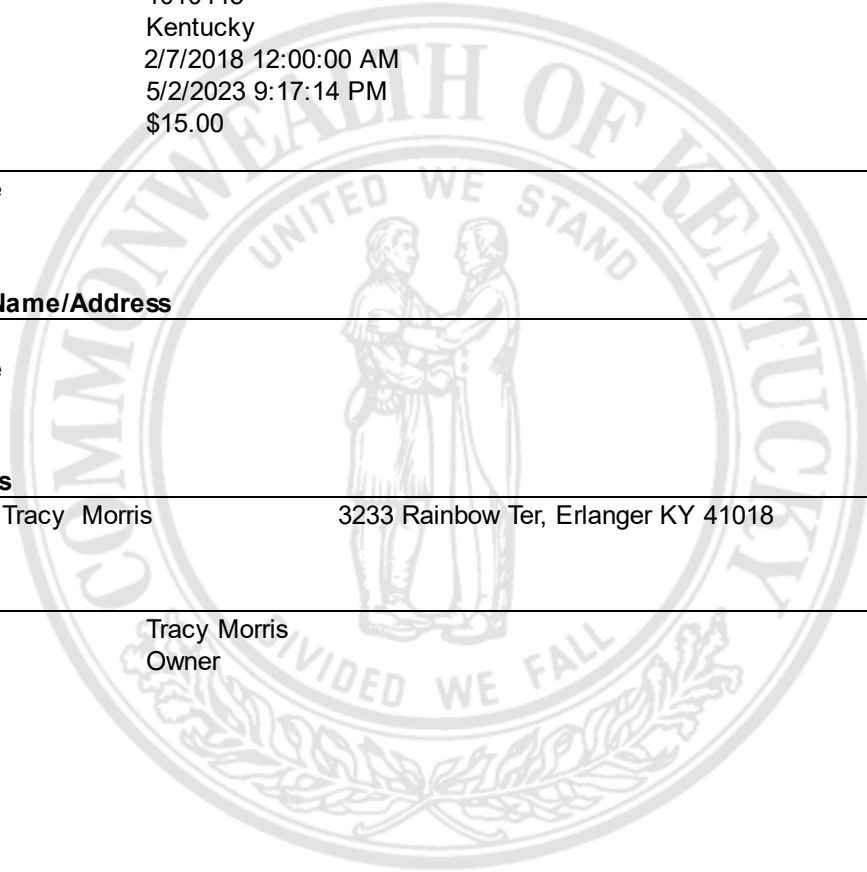 Kentucky
2/7/2018 12:00:00 AM
5/2/2023 9:17:14 PM
$15.00
COMMONWEALTH OF KENTUCKY
UNITED WE STAND
e
Name/Address
e
s
Tracy Morris 3233 Rainbow Ter, Erlanger KY 41018
Tracy Morris
Owner
DIVIDED WE FALL